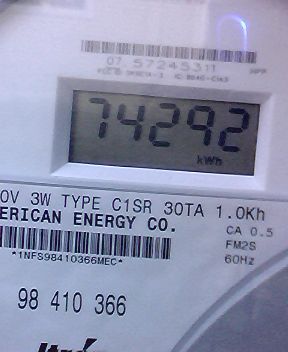 07 57245311
74292
kWh
0V 3W TYPE C1SR 30TA 1.0Kh
ERICAN ENERGY CO.
CA 0.5
FM2S
*1NFS98410366MEC*
60Hz
98 410 366
Itrón